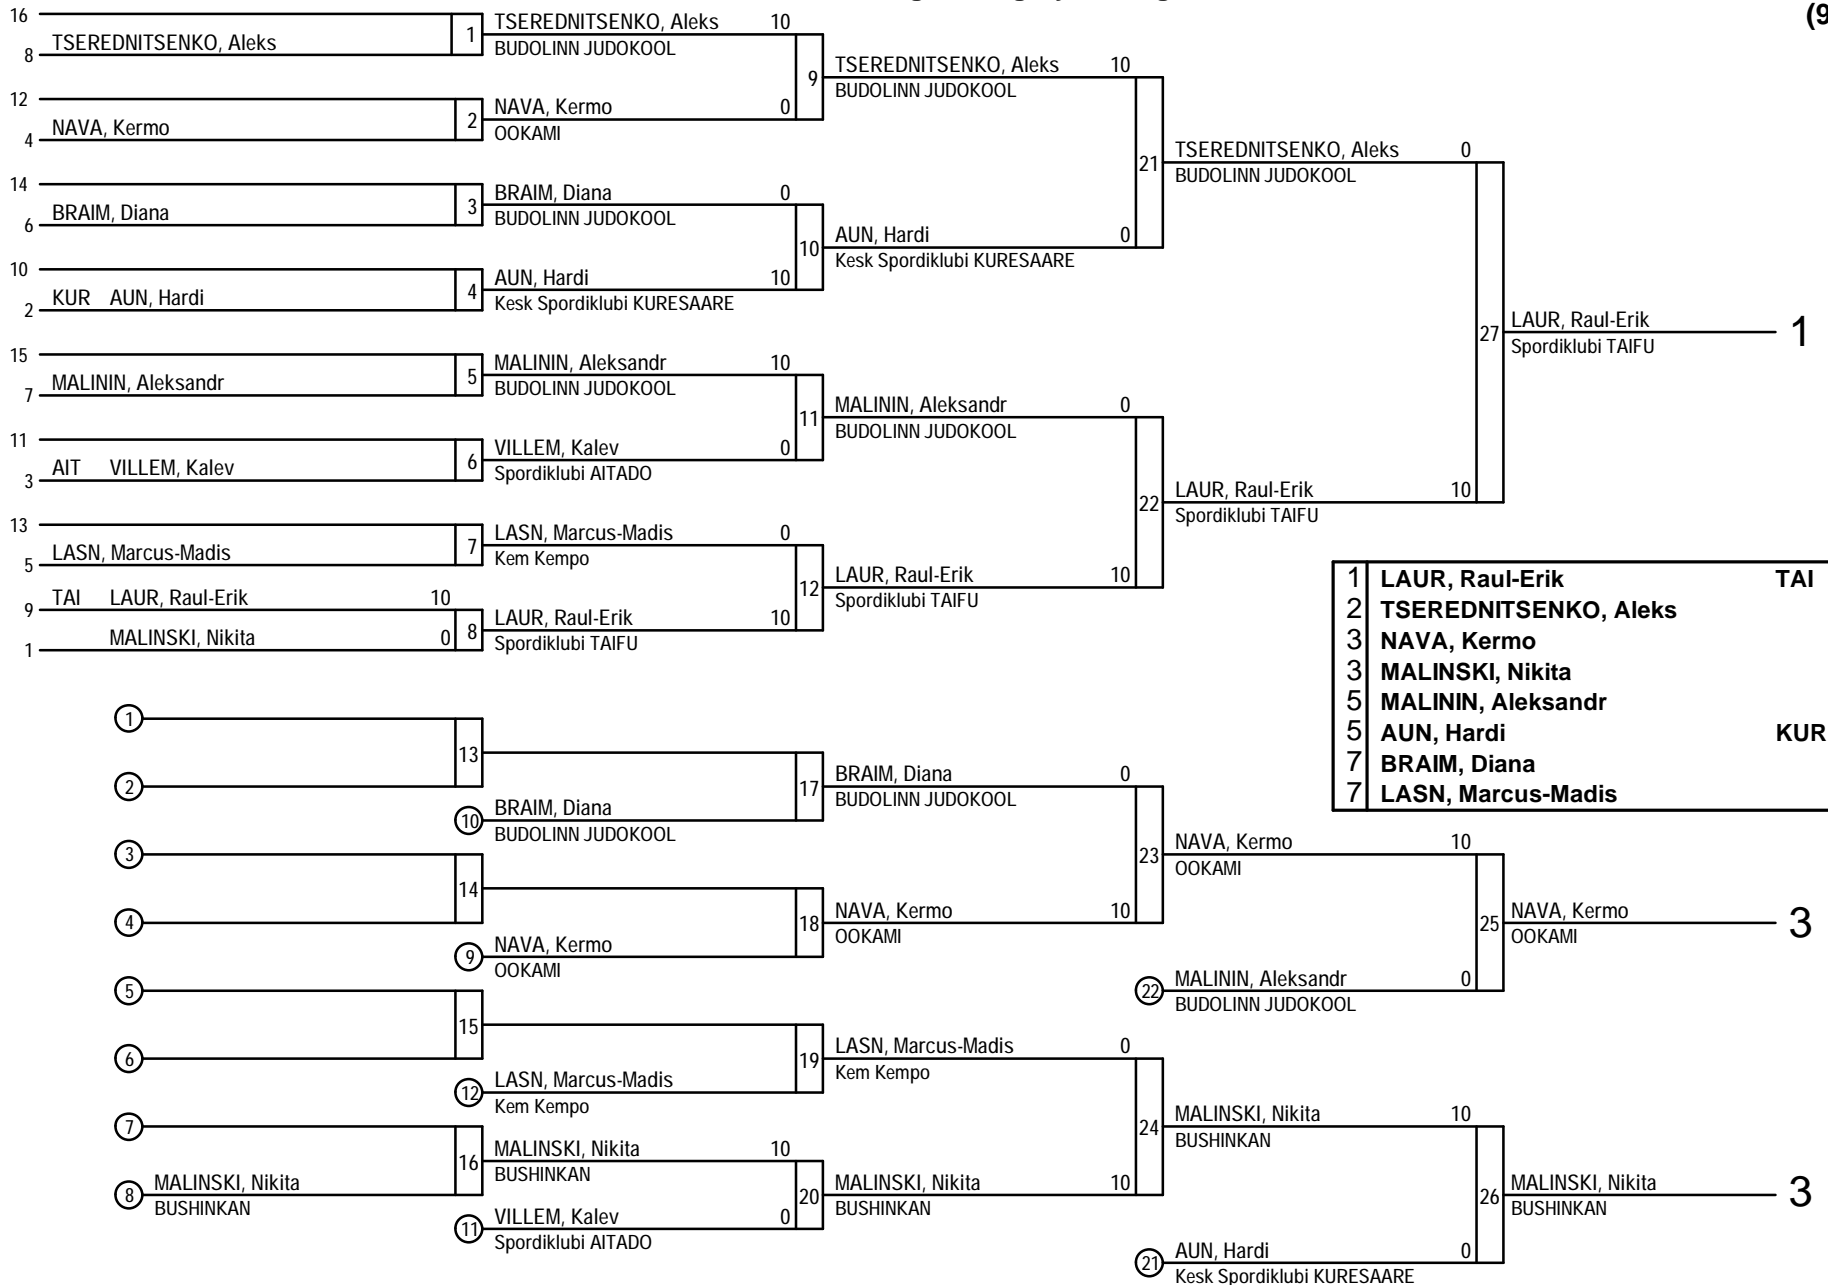 (9
16
TSEREDNITSENKO, Aleks
8
1
TSEREDNITSENKO, Aleks 10
BUDOLINN JUDOKOOL
12
NAVA, Kermo
4
2
NAVA, Kermo 0
OOKAMI
9
TSEREDNITSENKO, Aleks 10
BUDOLINN JUDOKOOL
14
BRAIM, Diana
6
3
BRAIM, Diana 0
BUDOLINN JUDOKOOL
10
KUR AUN, Hardi
2
4
AUN, Hardi 10
Kesk Spordiklubi KURESAARE
10
AUN, Hardi 0
Kesk Spordiklubi KURESAARE
21
TSEREDNITSENKO, Aleks 0
BUDOLINN JUDOKOOL
15
MALININ, Aleksandr
7
5
MALININ, Aleksandr 10
BUDOLINN JUDOKOOL
11
AIT VILLEM, Kalev
3
6
VILLEM, Kalev 0
Spordiklubi AITADO
11
MALININ, Aleksandr 0
BUDOLINN JUDOKOOL
13
LASN, Marcus-Madis
5
7
LASN, Marcus-Madis 0
Kem Kempo
9
TAI LAUR, Raul-Erik 10
MALINSKI, Nikita 0
1
8
LAUR, Raul-Erik 10
Spordiklubi TAIFU
12
LAUR, Raul-Erik 10
Spordiklubi TAIFU
22
LAUR, Raul-Erik 10
Spordiklubi TAIFU
27
LAUR, Raul-Erik
Spordiklubi TAIFU
1
1 LAUR, Raul-Erik TAI
2 TSEREDNITSENKO, Aleks
3 NAVA, Kermo
3 MALINSKI, Nikita
5 MALININ, Aleksandr
5 AUN, Hardi KUR
7 BRAIM, Diana
7 LASN, Marcus-Madis
1
2
13
10
BRAIM, Diana
BUDOLINN JUDOKOOL
17
BRAIM, Diana 0
BUDOLINN JUDOKOOL
3
4
14
9
NAVA, Kermo
OOKAMI
18
NAVA, Kermo 10
OOKAMI
23
NAVA, Kermo 10
OOKAMI
22
MALININ, Aleksandr 0
BUDOLINN JUDOKOOL
25
NAVA, Kermo
OOKAMI
3
5
6
15
12
LASN, Marcus-Madis
Kem Kempo
19
LASN, Marcus-Madis 0
Kem Kempo
7
8
MALINSKI, Nikita
BUSHINKAN
16
MALINSKI, Nikita 10
BUSHINKAN
11
VILLEM, Kalev 0
Spordiklubi AITADO
20
MALINSKI, Nikita 10
BUSHINKAN
24
MALINSKI, Nikita 10
BUSHINKAN
21
AUN, Hardi 0
Kesk Spordiklubi KURESAARE
26
MALINSKI, Nikita
BUSHINKAN
3